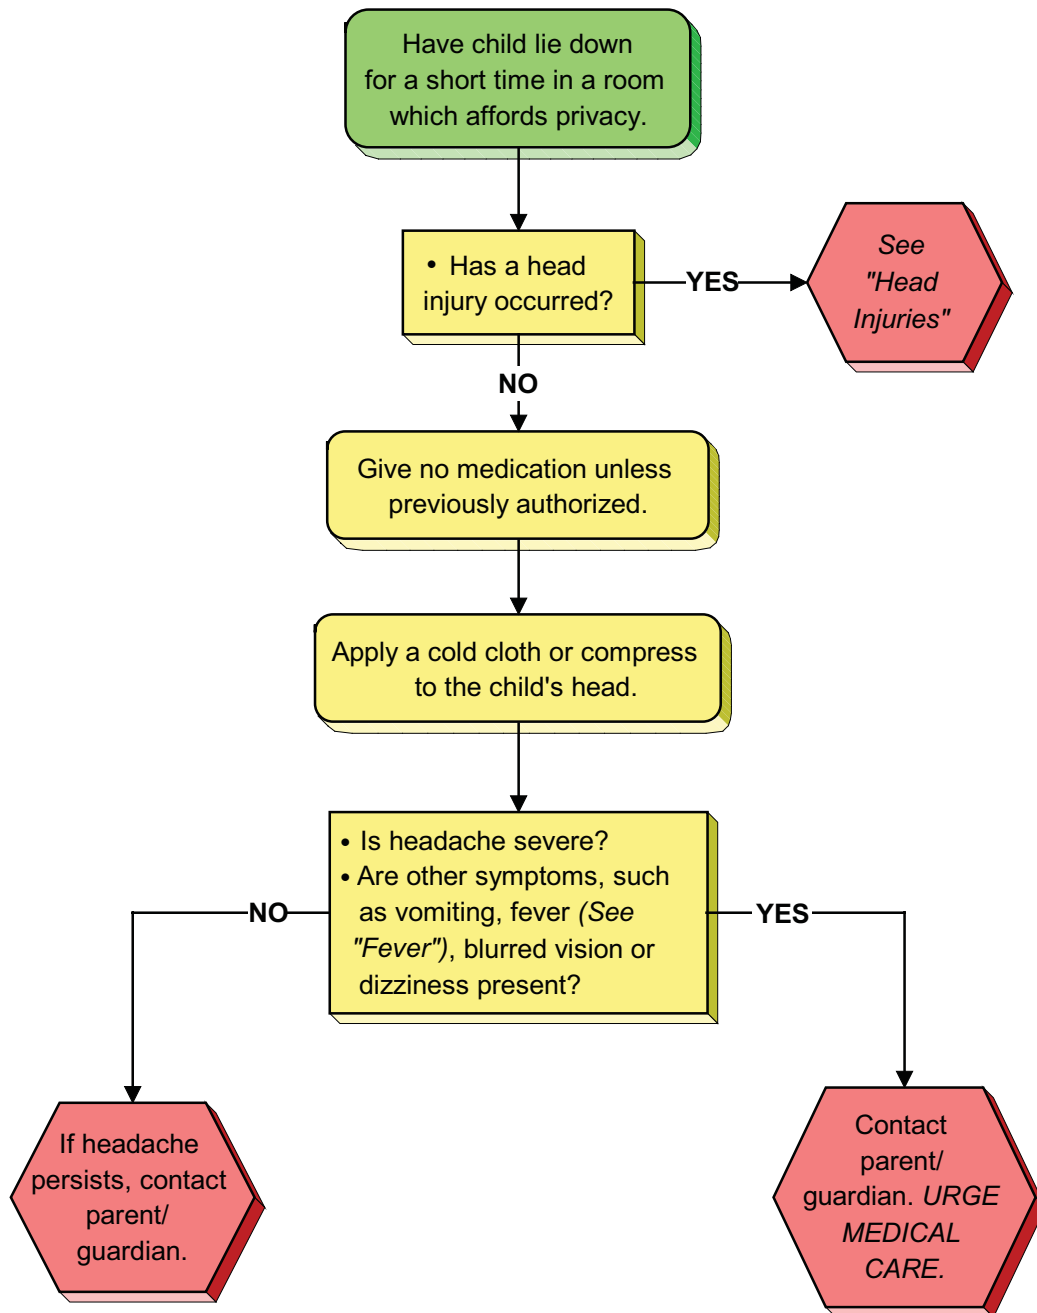 Have child lie down
for a short time in a room
which affords privacy.
• Has a head
injury occurred?
YES
See
"Head
Injuries"
NO
Give no medication unless
previously authorized.
Apply a cold cloth or compress
to the child's head.
• Is headache severe?
• Are other symptoms, such
as vomiting, fever (See
"Fever"), blurred vision or
dizziness present?
NO
YES
If headache
persists, contact
parent/
guardian.
Contact
parent/
guardian. URGE
MEDICAL
CARE.